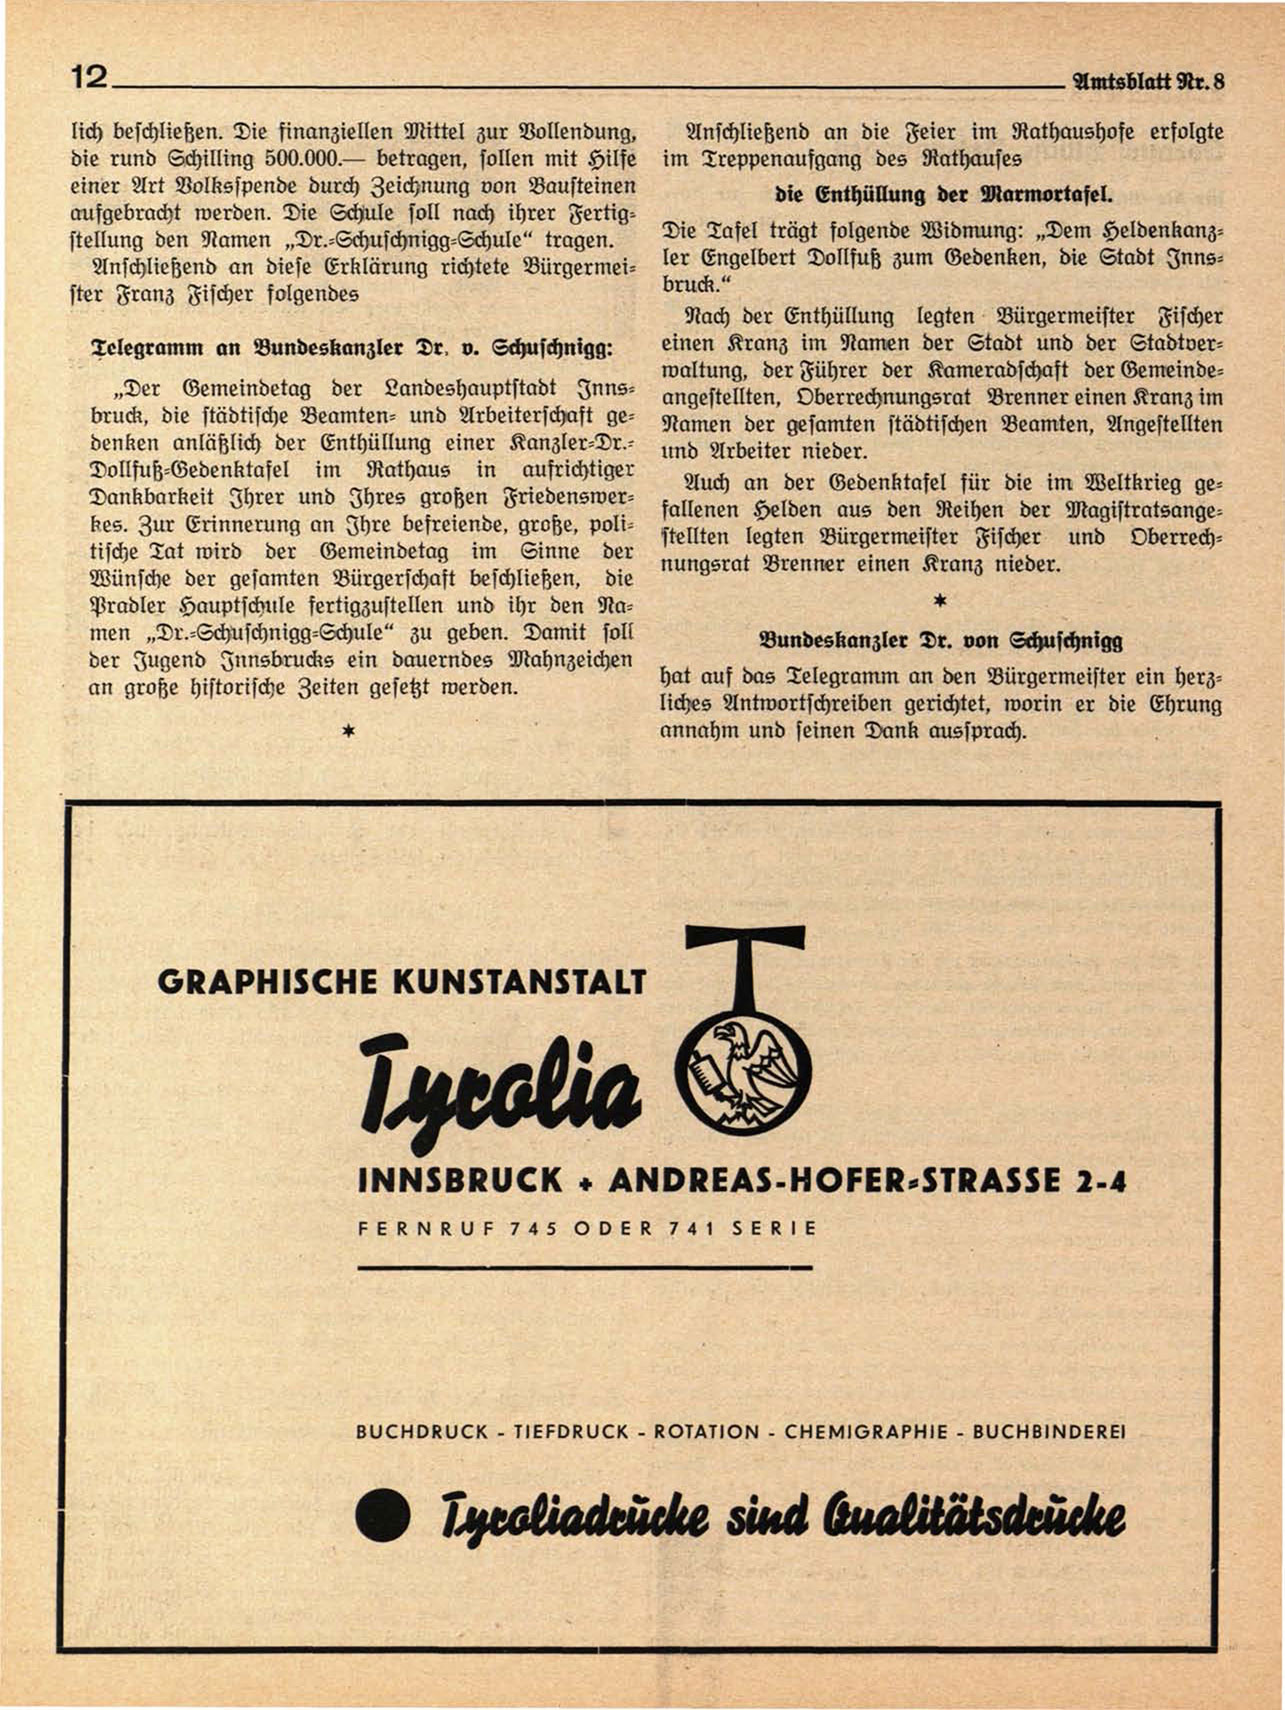 12
Amtsblatt Nr. 8
lich beschließen. Die finanziellen Mittel zur Vollendung,
die rund Schilling 500.000.— betragen, sollen mit Hilfe
einer Art Volksspende durch Zeichnung von Bausteinen
aufgebracht werden. Die Schule soll nach ihrer Fertig-
stellung den Namen „Dr.-Schuschnigg-Schule“ tragen.
Anschließend an diese Erklärung richtete Bürgermei-
ster Franz Fischer folgendes
Telegramm an Bundeskanzler Dr. v. Schuschnigg:
„Der Gemeindetag der Landeshauptstadt Inns-
bruck, die städtische Beamten- und Arbeiterschaft ge-
denken anläßlich der Enthüllung einer Kanzler-Dr.-
Dollfuß-Gedenktafel im Rathaus in aufrichtiger
Dankbarkeit Ihrer und Ihres großen Friedenswer-
kes. Zur Erinnerung an Ihre befreiende, große, poli-
tische Tat wird der Gemeindetag im Sinne der
Wünsche der gesamten Bürgerschaft beschließen, die
Pradler Hauptschule fertigzustellen und ihr den Na-
men „Dr.-Schuschnigg-Schule“ zu geben. Damit soll
der Jugend Innsbrucks ein dauerndes Mahnzeichen
an große historische Zeiten gesetzt werden.
*
Anschließend an die Feier im Rathaushofe erfolgte
im Treppenaufgang des Rathauses
die Enthüllung der Marmortafel.
Die Tafel trägt folgende Widmung: „Dem Heldenkanz-
ler Engelbert Dollfuß zum Gedenken, die Stadt Inns-
bruck.“
Nach der Enthüllung legten Bürgermeister Fischer
einen Kranz im Namen der Stadt und der Stadtver-
waltung, der Führer der Kameradschaft der Gemeinde-
angestellten, Oberrechnungsrat Brenner einen Kranz im
Namen der gesamten städtischen Beamten, Angestellten
und Arbeiter nieder.
Auch an der Gedenktafel für die im Weltkrieg ge-
fallenen Helden aus den Reihen der Magistratsange-
stellten legten Bürgermeister Fischer und Oberrech-
nungsrat Brenner einen Kranz nieder.
*
Bundeskanzler Dr. von Schuschnigg
hat auf das Telegramm an den Bürgermeister ein herz-
liches Antwortschreiben gerichtet, worin er die Ehrung
annahm und seinen Dank aussprach.
GRAPHISCHE KUNSTANSTALT
Tyrolia
INNSBRUCK + ANDREAS-HOFER-STRASSE 2-4
FERNRUF 745 ODER 741 SERIE
BUCHDRUCK - TIEFDRUCK - ROTATION - CHEMIGRAPHIE - BUCHBINDEREI
Tyroliadrucke sind Qualitätsdrucke